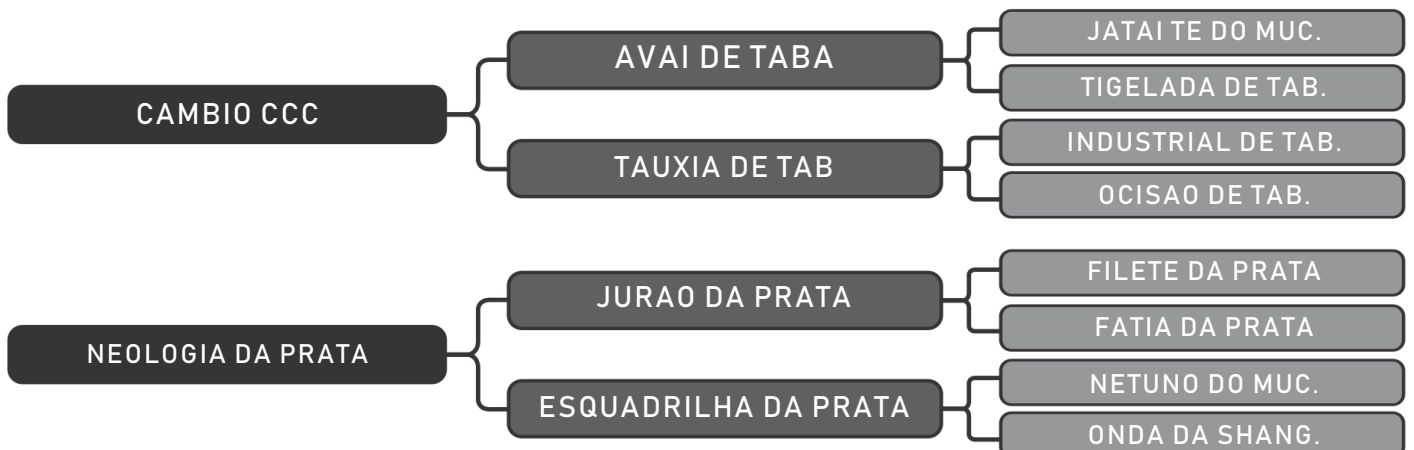 CAMBIO CCC
AVAI DE TABA
JATAI TE DO MUC.
TIGELADA DE TAB.
TAUXIA DE TAB
INDUSTRIAL DE TAB.
OCISAO DE TAB.
NEOLOGIA DA PRATA
JURAO DA PRATA
FILETE DA PRATA
FATIA DA PRATA
ESQUADRILHA DA PRATA
NETUNO DO MUC.
ONDA DA SHANG.